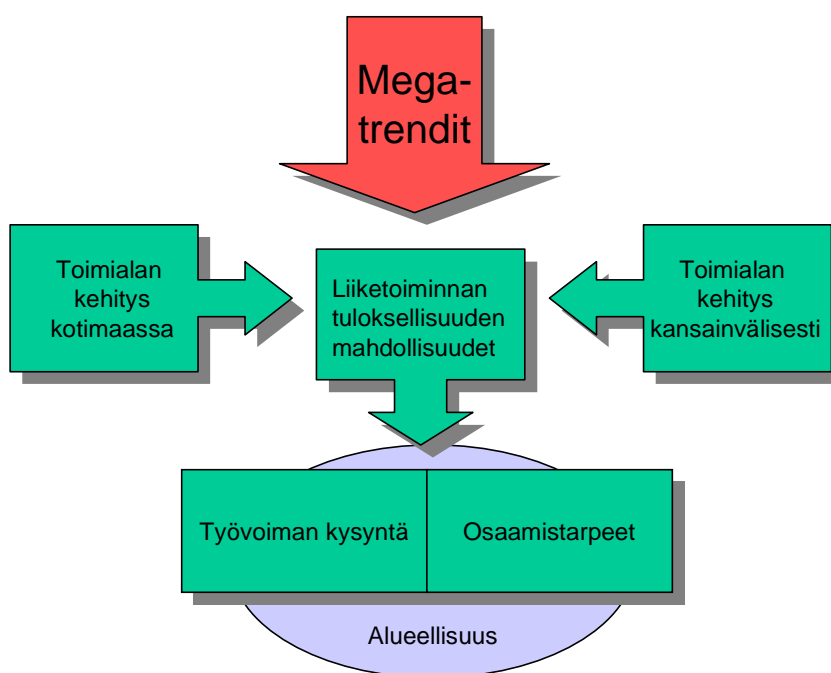 Mega-
trendit
Toimialan
kehitys
kotimaassa
Liiketoiminnan
tuloksellisuuden
mahdollisuudet
Toimialan
kehitys
kansainvälisesti
Työvoiman kysyntä
Osaamistarpeet
Alueellisuus